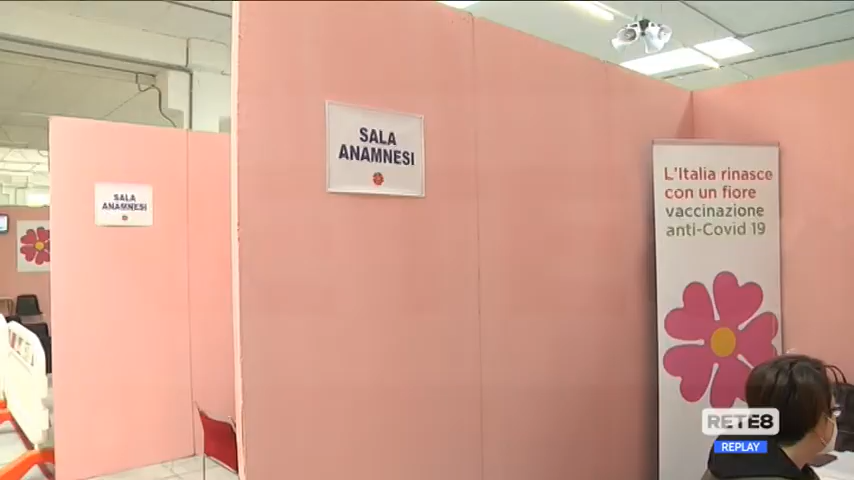 SALA
ANAMNESI
SALA
ANAMNESI
L'Italia rinasce
con un fiore
vaccinazione
anti-Covid 19
RETE8
REPLAY